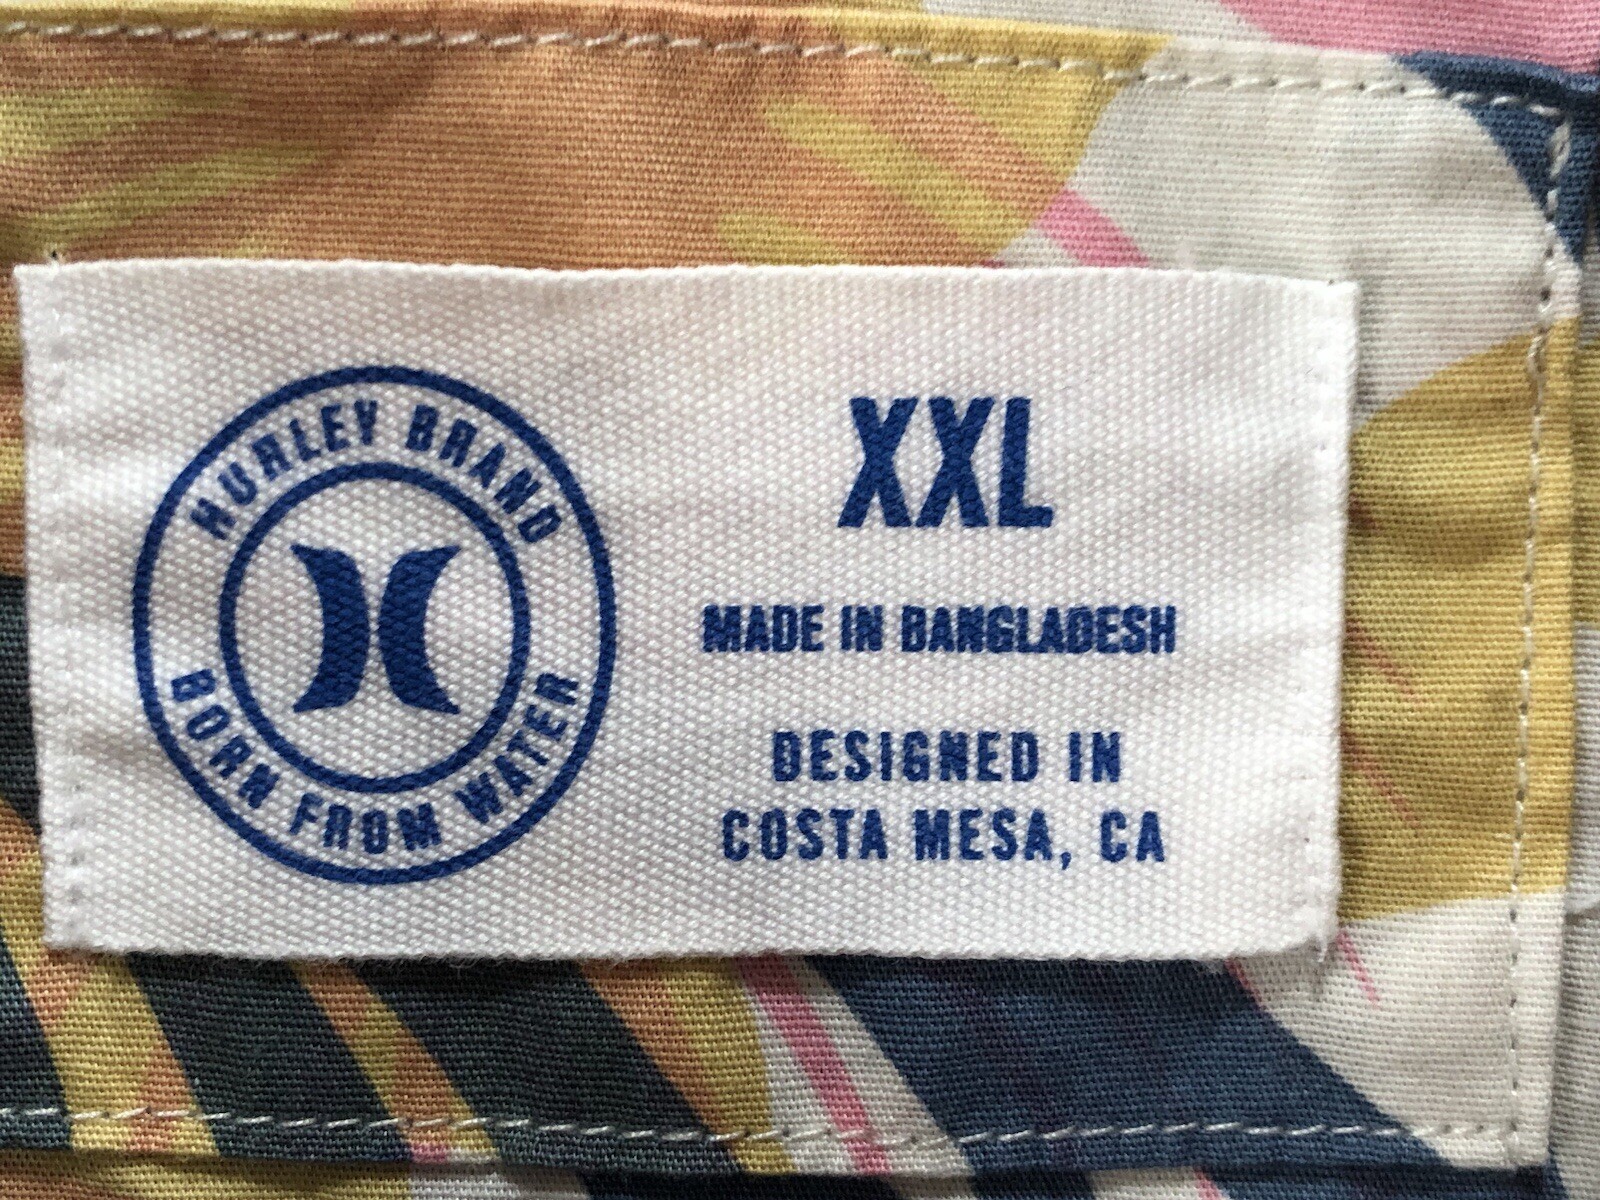 HURLEY BRAND
BORN FROM WATER
XXL
MADE IN BANGLADESH
DESIGNED IN
COSTA MESA, CA